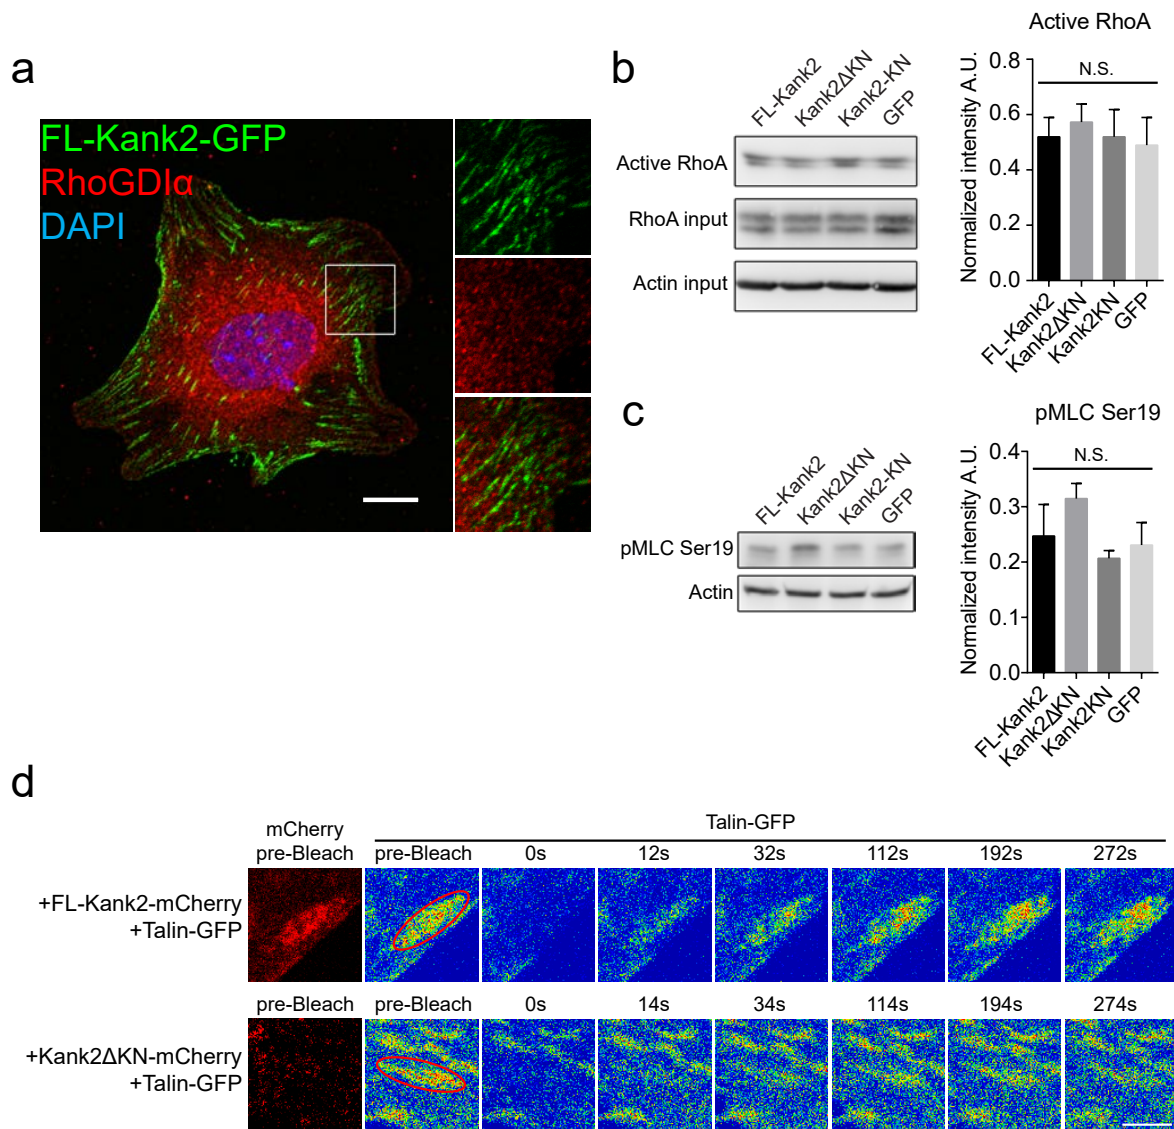 a
FL-Kank2-GFP
RhoGDIα
DAPI
b
FL-Kank2
Kank2ΔKN
Kank2-KN
GFP
Active RhoA
RhoA input
Actin input
Active RhoA
N.S.
Normalized intensity A.U.
0.8
0.6
0.4
0.2
0.0
FL-Kank2
Kank2ΔKN
Kank2KN
GFP
c
FL-Kank2
Kank2ΔKN
Kank2-KN
GFP
pMLC Ser19
Actin
pMLC Ser19
N.S.
Normalized intensity A.U.
0.4
0.3
0.2
0.1
0.0
FL-Kank2
Kank2ΔKN
Kank2KN
GFP
d
mCherry
Talin-GFP
pre-Bleach pre-Bleach 0s 12s 32s 112s 192s 272s
+FL-Kank2-mCherry
+Talin-GFP
pre-Bleach pre-Bleach 0s 14s 34s 114s 194s 274s
+Kank2ΔKN-mCherry
+Talin-GFP